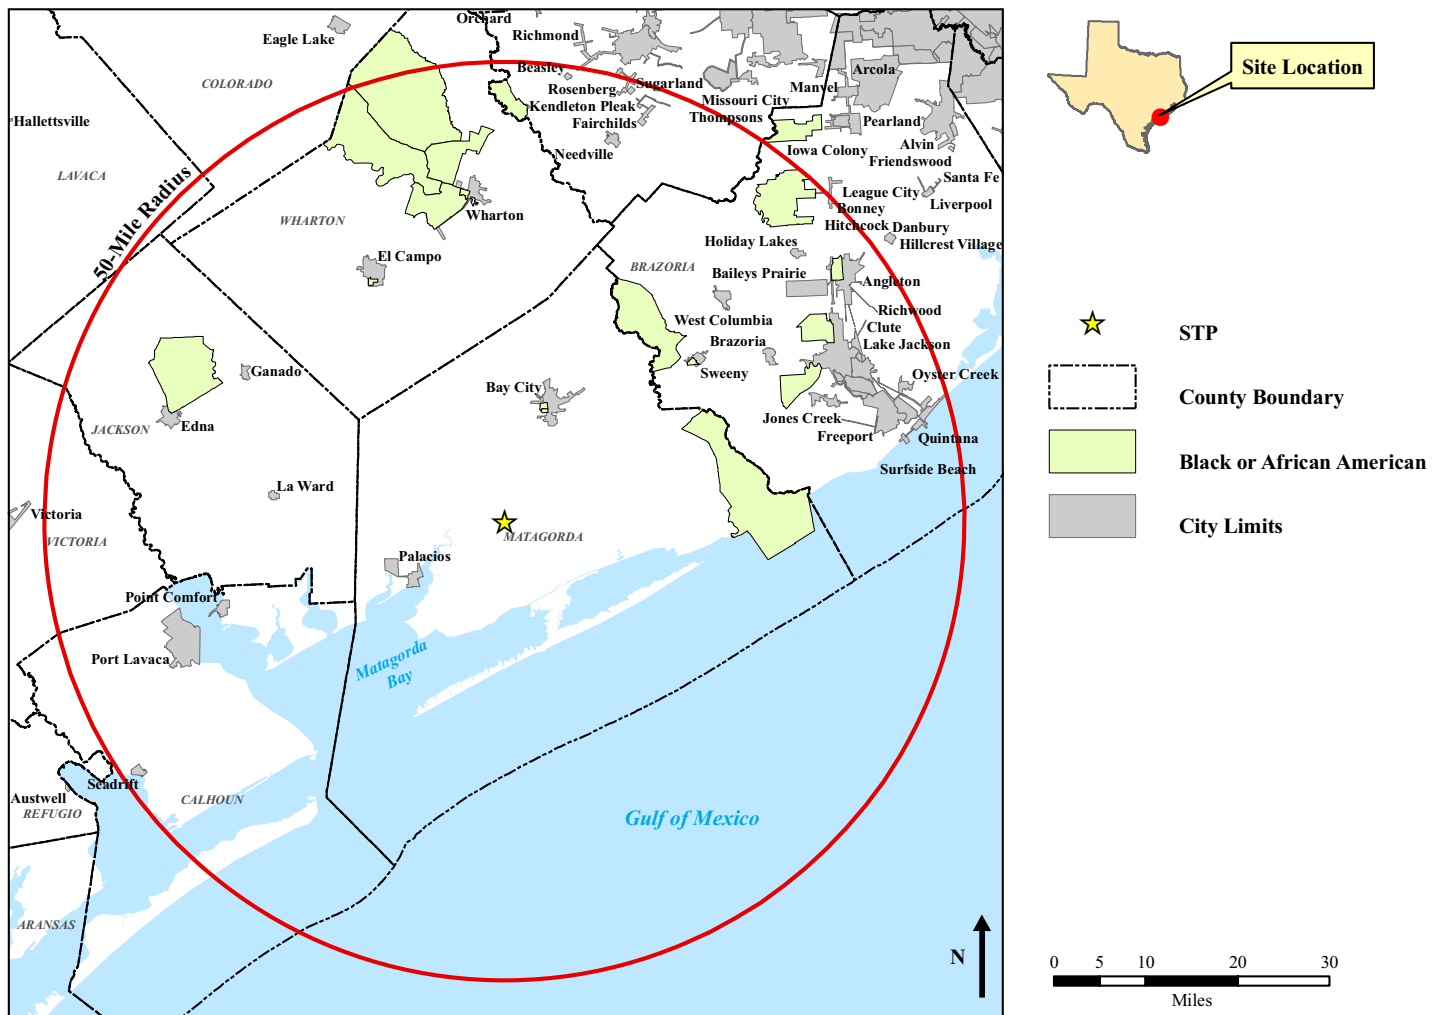 Orchard
Eagle Lake
Richmond
COLORADO
Beasley
Arcola
Sugarland
Manvel
Rosenberg
Missouri City
Kendleton Pleak
Thompsons
Fairchilds
Pearland
Hallettsville
Needville
Iowa Colony
Alvin
Friendswood
LAVACA
Santa Fe
League City
Liverpool
Bonney
50-Mile Radius
WHARTON
Wharton
Hitchcock
Danbury
Hillcrest Village
Holiday Lakes
El Campo
BRAZORIA
Baileys Prairie
Angleton
Richwood
West Columbia
Clute
Brazoria
Lake Jackson
Ganado
Sweeny
Oyster Creek
Bay City
Jones Creek
Edna
JACKSON
Freeport
Quintana
Surfside Beach
La Ward
Victoria
VICTORIA
MATAGORDA
Palacios
Point Comfort
Port Lavaca
Matagorda
Bay
Seadrift
Austwell
REFUGIO
CALHOUN
Gulf of Mexico
ARANSAS
N
Site Location
STP
County Boundary
Black or African American
City Limits
0 5 10 20 30
Miles